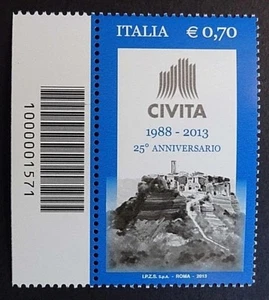 ITALIA € 0,70
CIVITA
1988 - 2013
25° ANNIVERSARIO
I.P.Z.S. S.p.A. - ROMA - 2013
1000001571